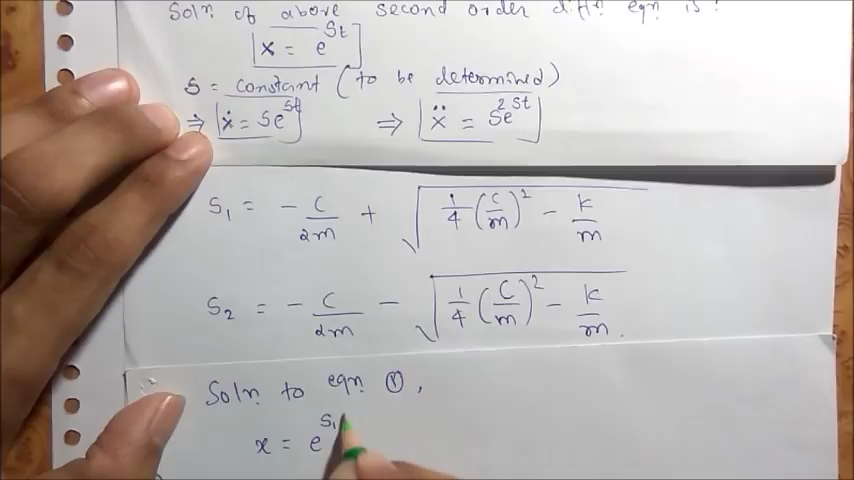 Soln of above second order diffn eqn is :
x = e^{st}
s = constant (to be determined)
⇒ ẋ = se^{st} ⇒ ẍ = s²e^{st}
S₁ = - c/2m + √(1/4 (c/m)² - k/m)
S₂ = - c/2m - √(1/4 (c/m)² - k/m).
Soln to eqn ①,
x = e^{S₁